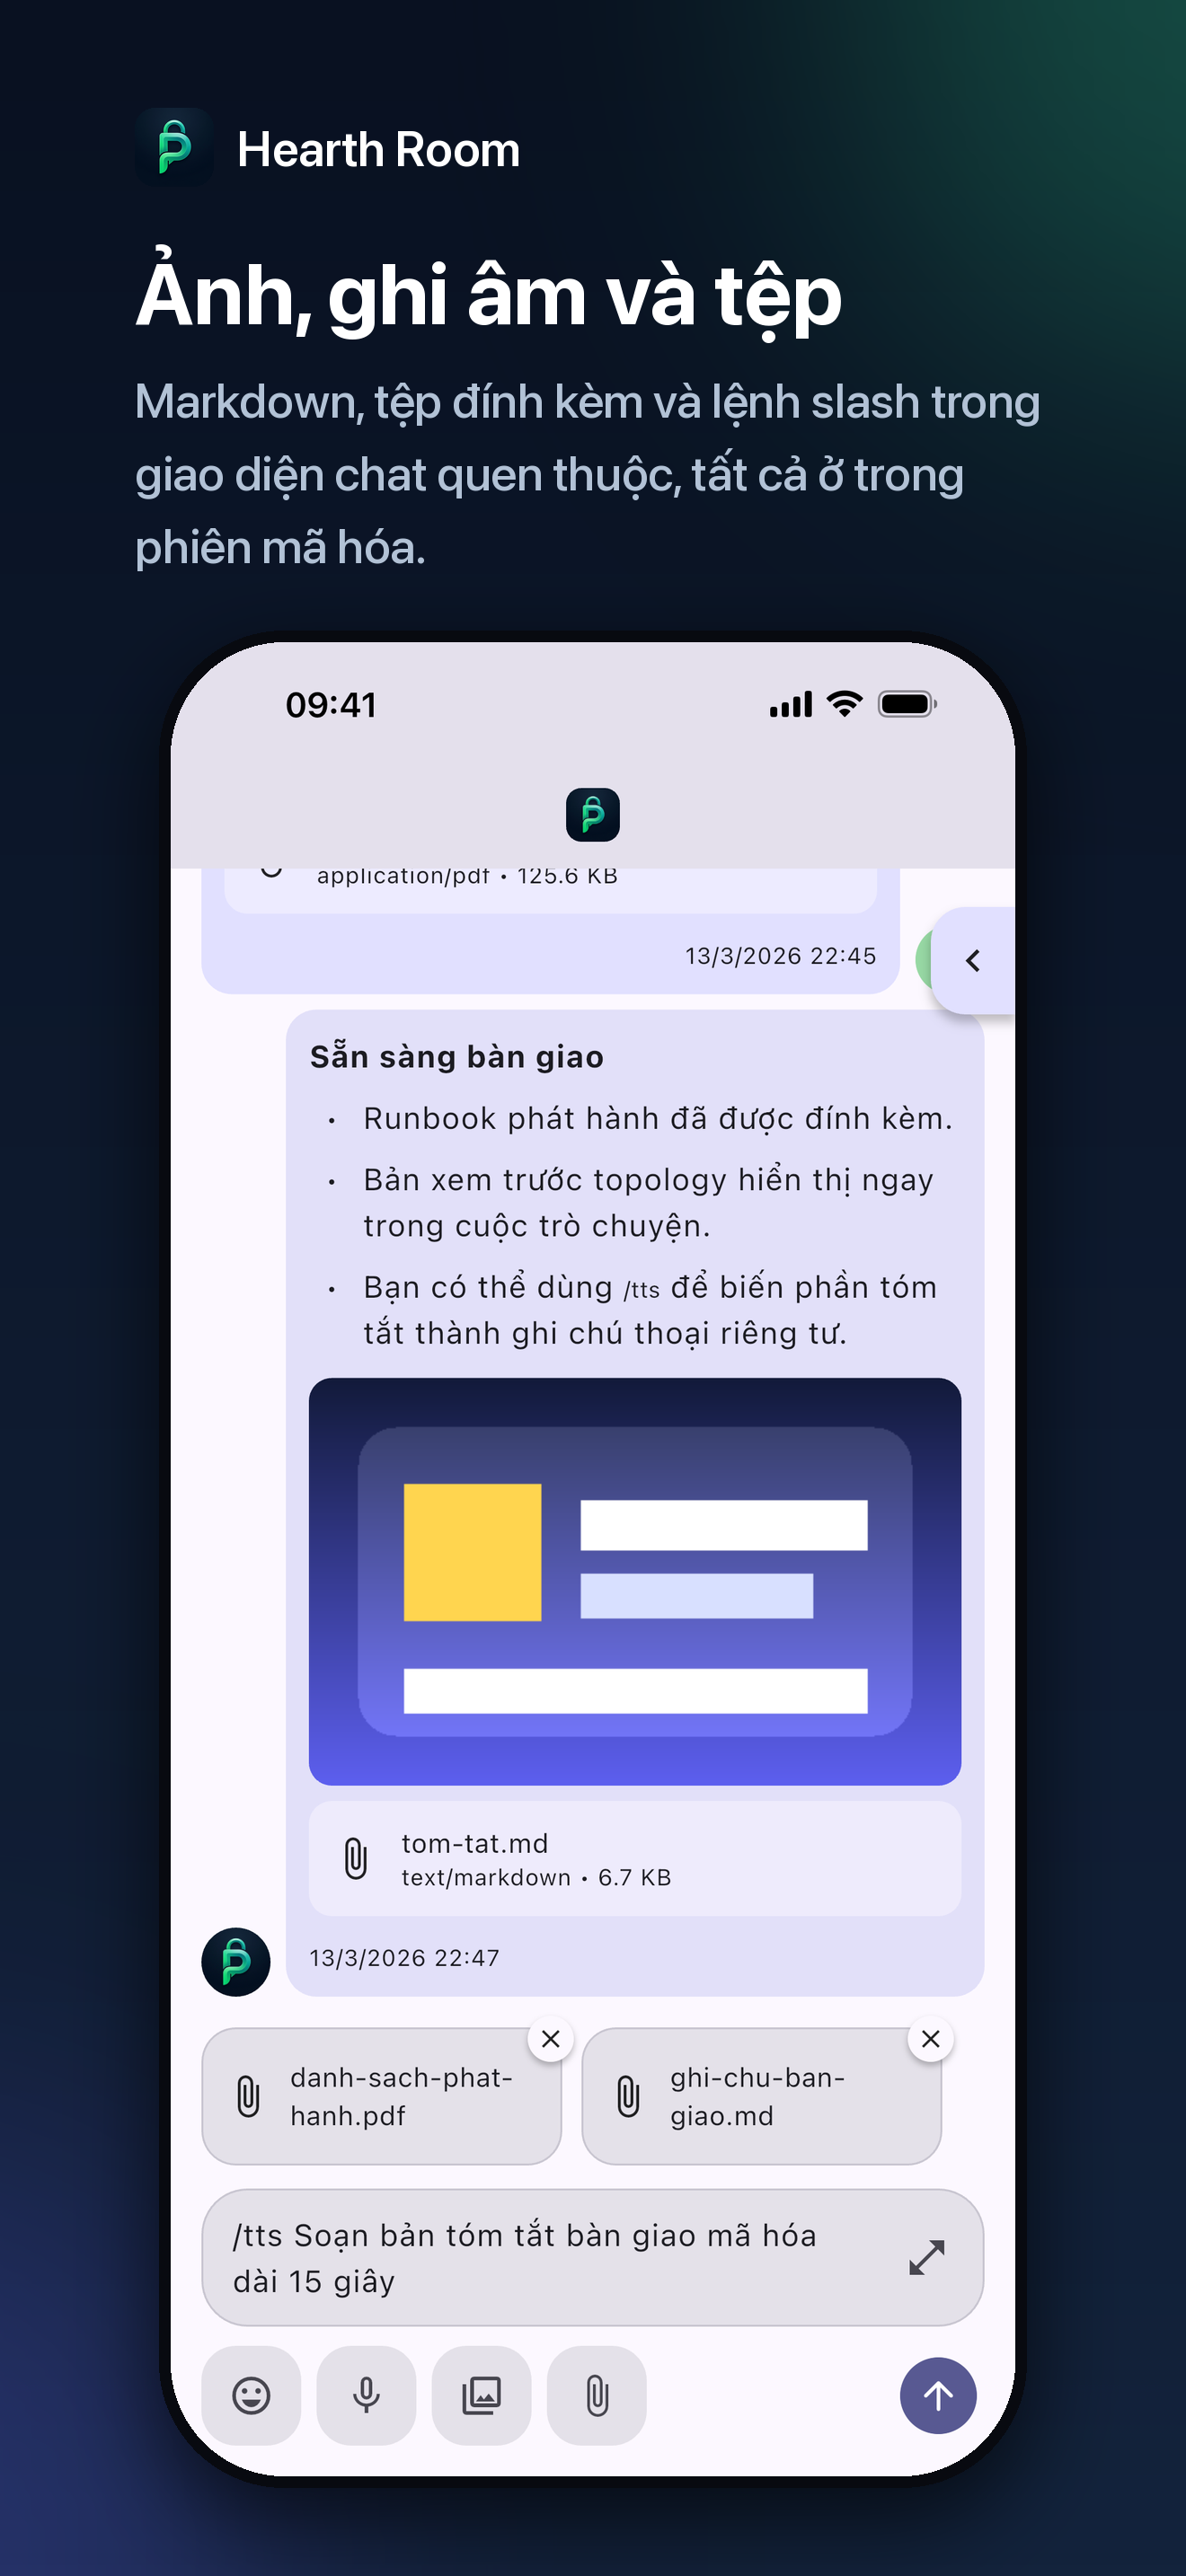 Hearth Room
Ảnh, ghi âm và tệp
Markdown, tệp đính kèm và lệnh slash trong
giao diện chat quen thuộc, tất cả ở trong
phiên mã hóa.
09:41
application/pdf • 125.6 KB
13/3/2026 22:45
Sẵn sàng bàn giao
• Runbook phát hành đã được đính kèm.
• Bản xem trước topology hiển thị ngay
trong cuộc trò chuyện.
• Bạn có thể dùng /tts để biến phần tóm
tắt thành ghi chú thoại riêng tư.
tom-tat.md
text/markdown • 6.7 KB
13/3/2026 22:47
danh-sach-phat-
hanh.pdf
ghi-chu-ban-
giao.md
/tts Soạn bản tóm tắt bàn giao mã hóa
dài 15 giây